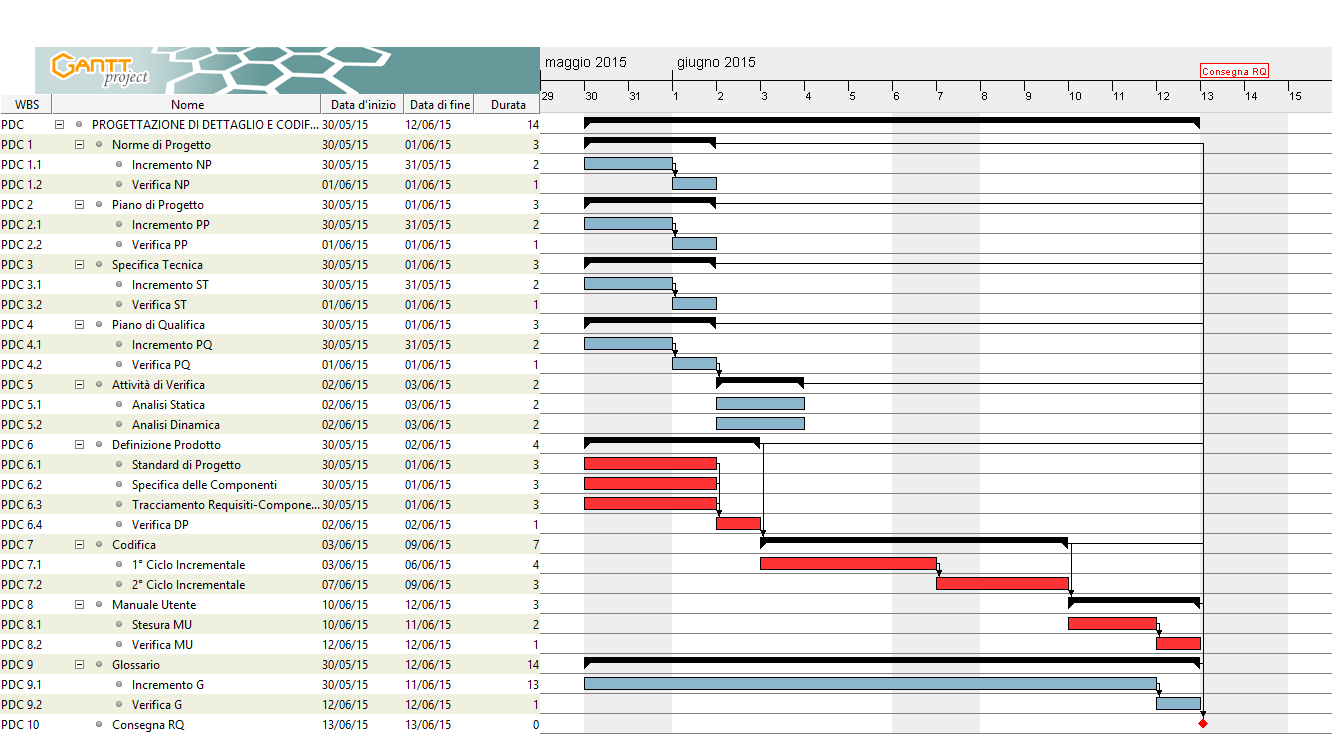 GANTT project
maggio 2015 giugno 2015
Consegna RQ
WBS Nome Data d'inizio Data di fine Durata 29 30 31 1 2 3 4 5 6 7 8 9 10 11 12 13 14 15
PDC PROGETTAZIONE DI DETTAGLIO E CODIF... 30/05/15 12/06/15 14
PDC 1 Norme di Progetto 30/05/15 01/06/15 3
PDC 1.1 Incremento NP 30/05/15 31/05/15 2
PDC 1.2 Verifica NP 01/06/15 01/06/15 1
PDC 2 Piano di Progetto 30/05/15 01/06/15 3
PDC 2.1 Incremento PP 30/05/15 31/05/15 2
PDC 2.2 Verifica PP 01/06/15 01/06/15 1
PDC 3 Specifica Tecnica 30/05/15 01/06/15 3
PDC 3.1 Incremento ST 30/05/15 31/05/15 2
PDC 3.2 Verifica ST 01/06/15 01/06/15 1
PDC 4 Piano di Qualifica 30/05/15 01/06/15 3
PDC 4.1 Incremento PQ 30/05/15 31/05/15 2
PDC 4.2 Verifica PQ 01/06/15 01/06/15 1
PDC 5 Attività di Verifica 02/06/15 03/06/15 2
PDC 5.1 Analisi Statica 02/06/15 03/06/15 2
PDC 5.2 Analisi Dinamica 02/06/15 03/06/15 2
PDC 6 Definizione Prodotto 30/05/15 02/06/15 4
PDC 6.1 Standard di Progetto 30/05/15 01/06/15 3
PDC 6.2 Specifica delle Componenti 30/05/15 01/06/15 3
PDC 6.3 Tracciamento Requisiti-Compone... 30/05/15 01/06/15 3
PDC 6.4 Verifica DP 02/06/15 02/06/15 1
PDC 7 Codifica 03/06/15 09/06/15 7
PDC 7.1 1° Ciclo Incrementale 03/06/15 06/06/15 4
PDC 7.2 2° Ciclo Incrementale 07/06/15 09/06/15 3
PDC 8 Manuale Utente 10/06/15 12/06/15 3
PDC 8.1 Stesura MU 10/06/15 11/06/15 2
PDC 8.2 Verifica MU 12/06/15 12/06/15 1
PDC 9 Glossario 30/05/15 12/06/15 14
PDC 9.1 Incremento G 30/05/15 11/06/15 13
PDC 9.2 Verifica G 12/06/15 12/06/15 1
PDC 10 Consegna RQ 13/06/15 13/06/15 0